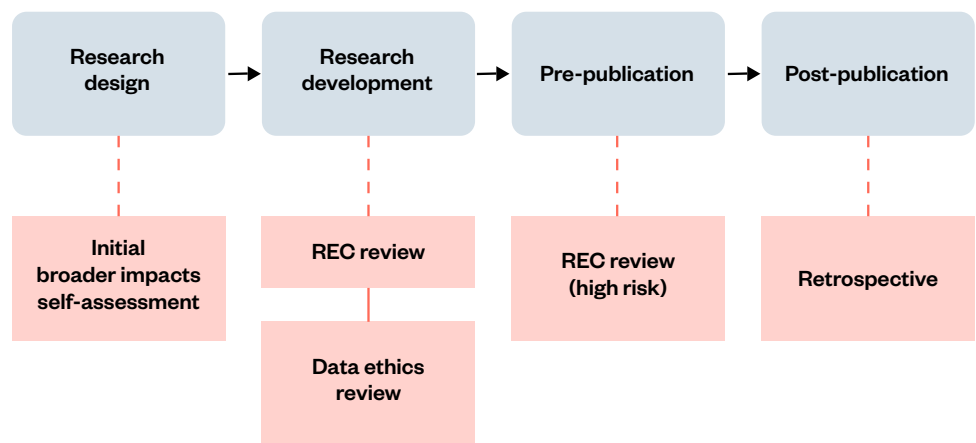 Research
design
Research
development
Pre-publication
Post-publication
Initial
broader impacts
self-assessment
REC review
Data ethics
review
REC review
(high risk)
Retrospective